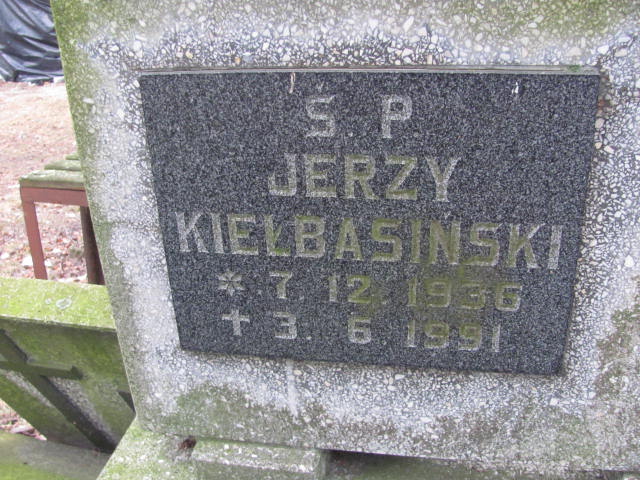 Ś P
JERZY
KIEŁBASIŃSKI
* 7. 12. 1936
✝ 3. 6 1991